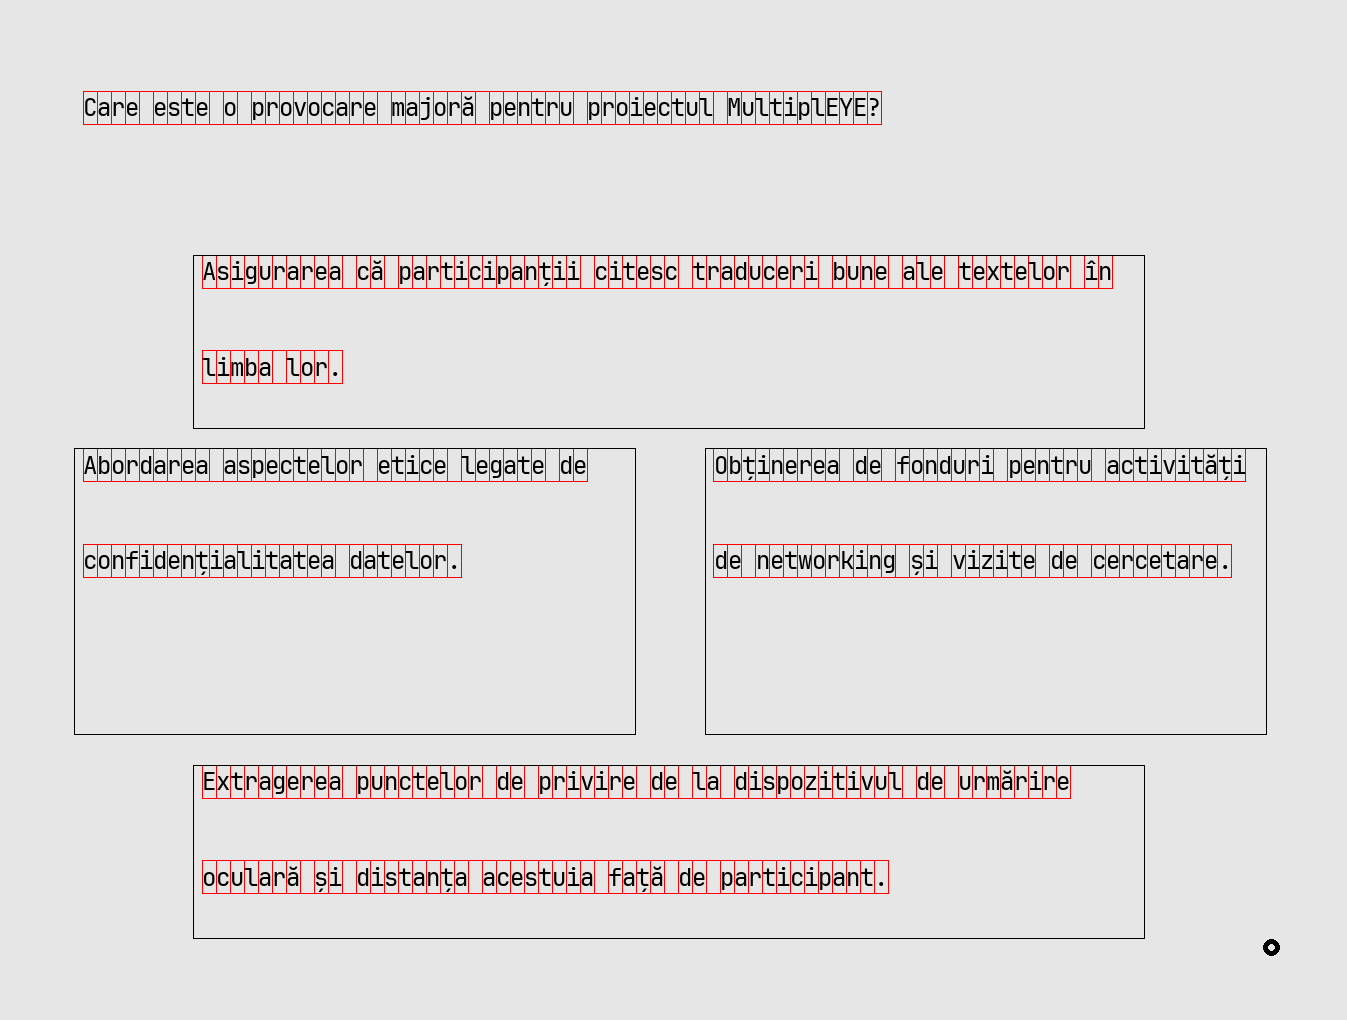 Care este o provocare majoră pentru proiectul MultiplEYE?
Asigurarea că participanții citesc traduceri bune ale textelor în
limba lor.
Abordarea aspectelor etice legate de
confidențialitatea datelor.
Obținerea de fonduri pentru activități
de networking și vizite de cercetare.
Extragerea punctelor de privire de la dispozitivul de urmărire
oculară și distanța acestuia față de participant.